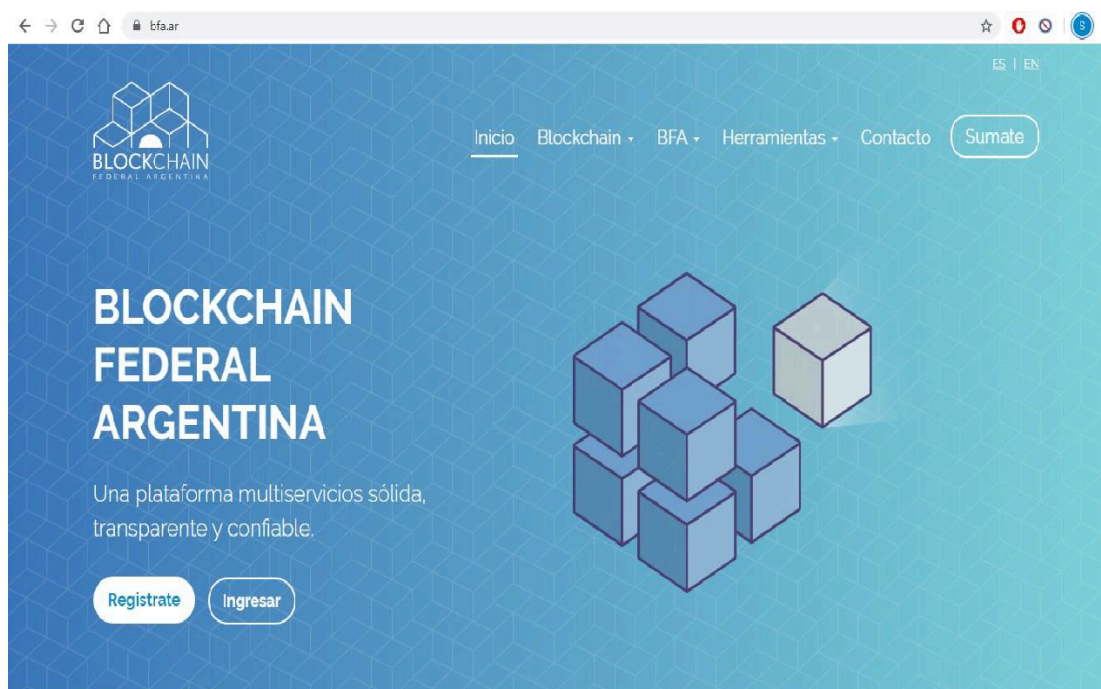 bfa.ar
S
ES | EN
BLOCKCHAIN
FEDERAL ARGENTINA
Inicio Blockchain BFA Herramientas Contacto Sumate
BLOCKCHAIN
FEDERAL
ARGENTINA
Una plataforma multiservicios sólida,
transparente y confiable.
Registrate Ingresar